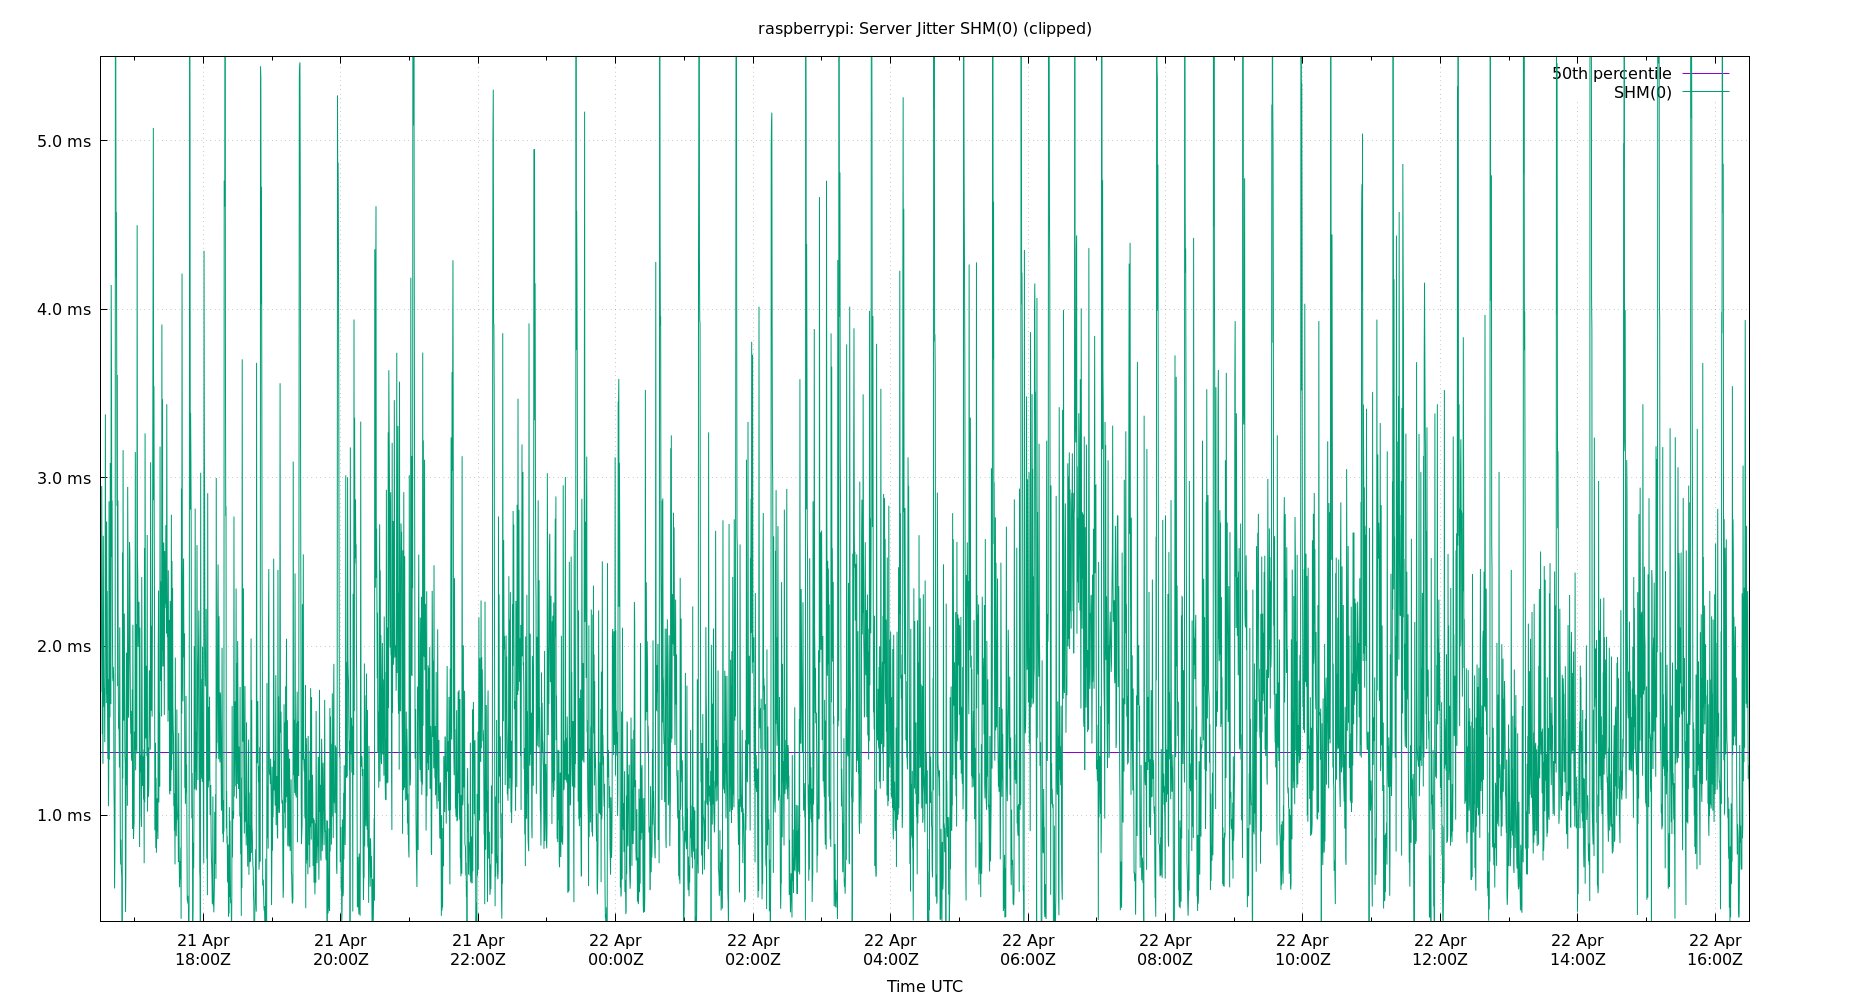 raspberrypi: Server Jitter SHM(0) (clipped)
50th percentile
SHM(0)
5.0 ms
4.0 ms
3.0 ms
2.0 ms
1.0 ms
21 Apr 21 Apr 21 Apr 22 Apr 22 Apr 22 Apr 22 Apr 22 Apr 22 Apr 22 Apr 22 Apr 22 Apr
18:00Z 20:00Z 22:00Z 00:00Z 02:00Z 04:00Z 06:00Z 08:00Z 10:00Z 12:00Z 14:00Z 16:00Z
Time UTC